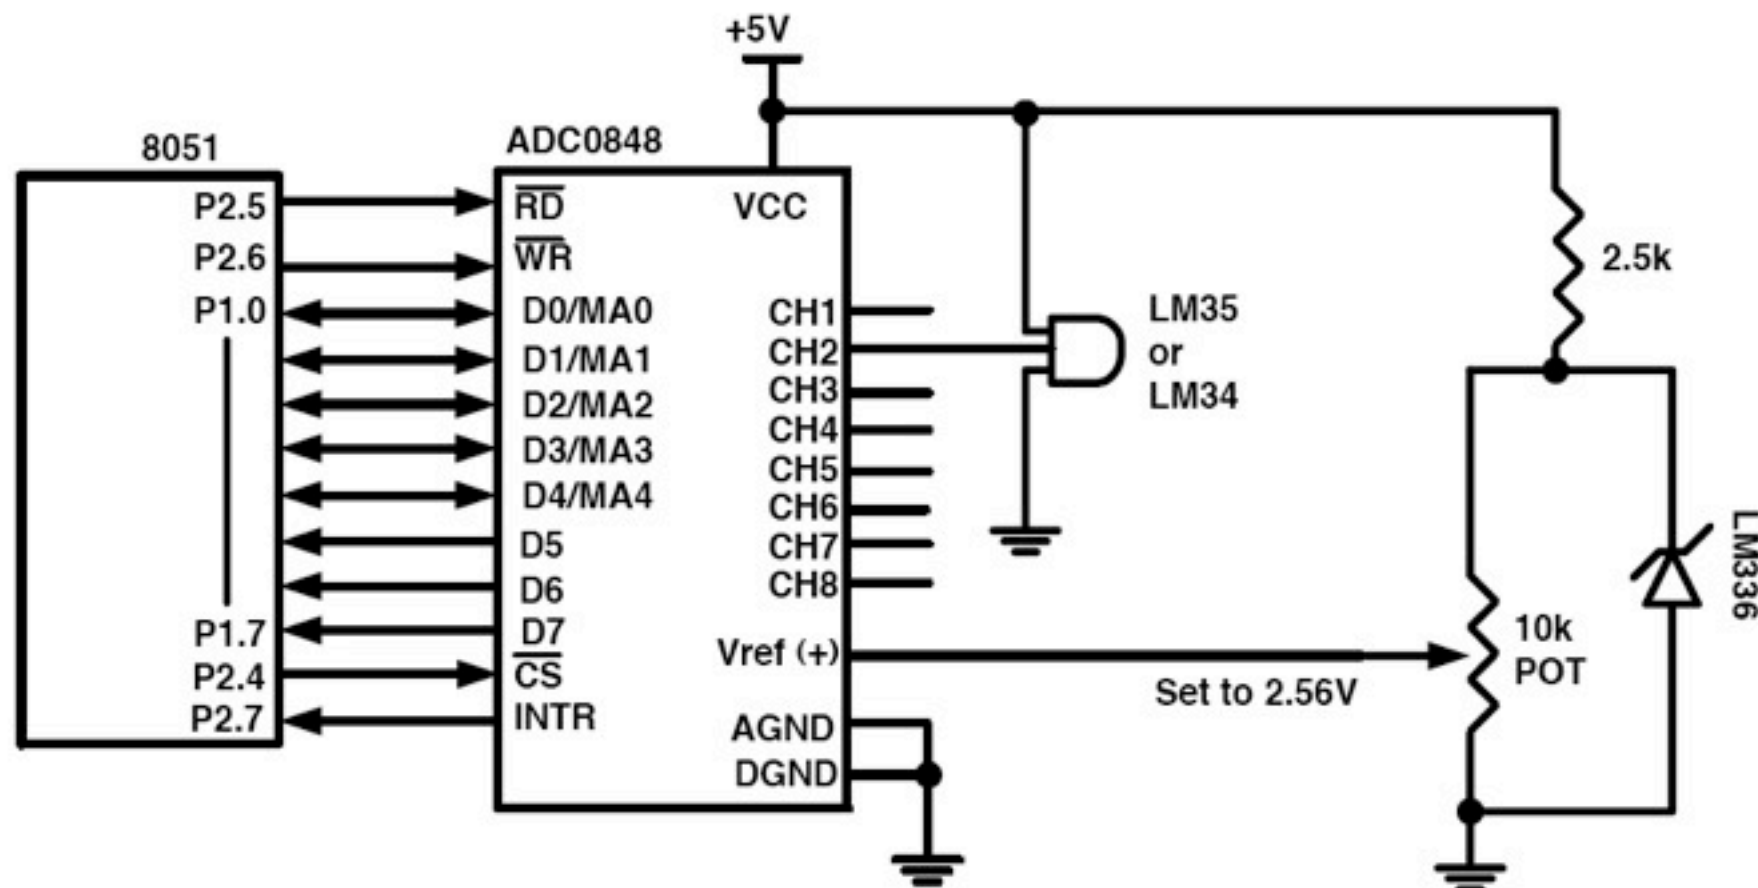 +5V
8051
P2.5
P2.6
P1.0
P1.7
P2.4
P2.7
ADC0848
RD
WR
D0/MA0
D1/MA1
D2/MA2
D3/MA3
D4/MA4
D5
D6
D7
CS
INTR
VCC
CH1
CH2
CH3
CH4
CH5
CH6
CH7
CH8
Vref (+)
AGND
DGND
LM35
or
LM34
2.5k
Set to 2.56V
10k
POT
LM336